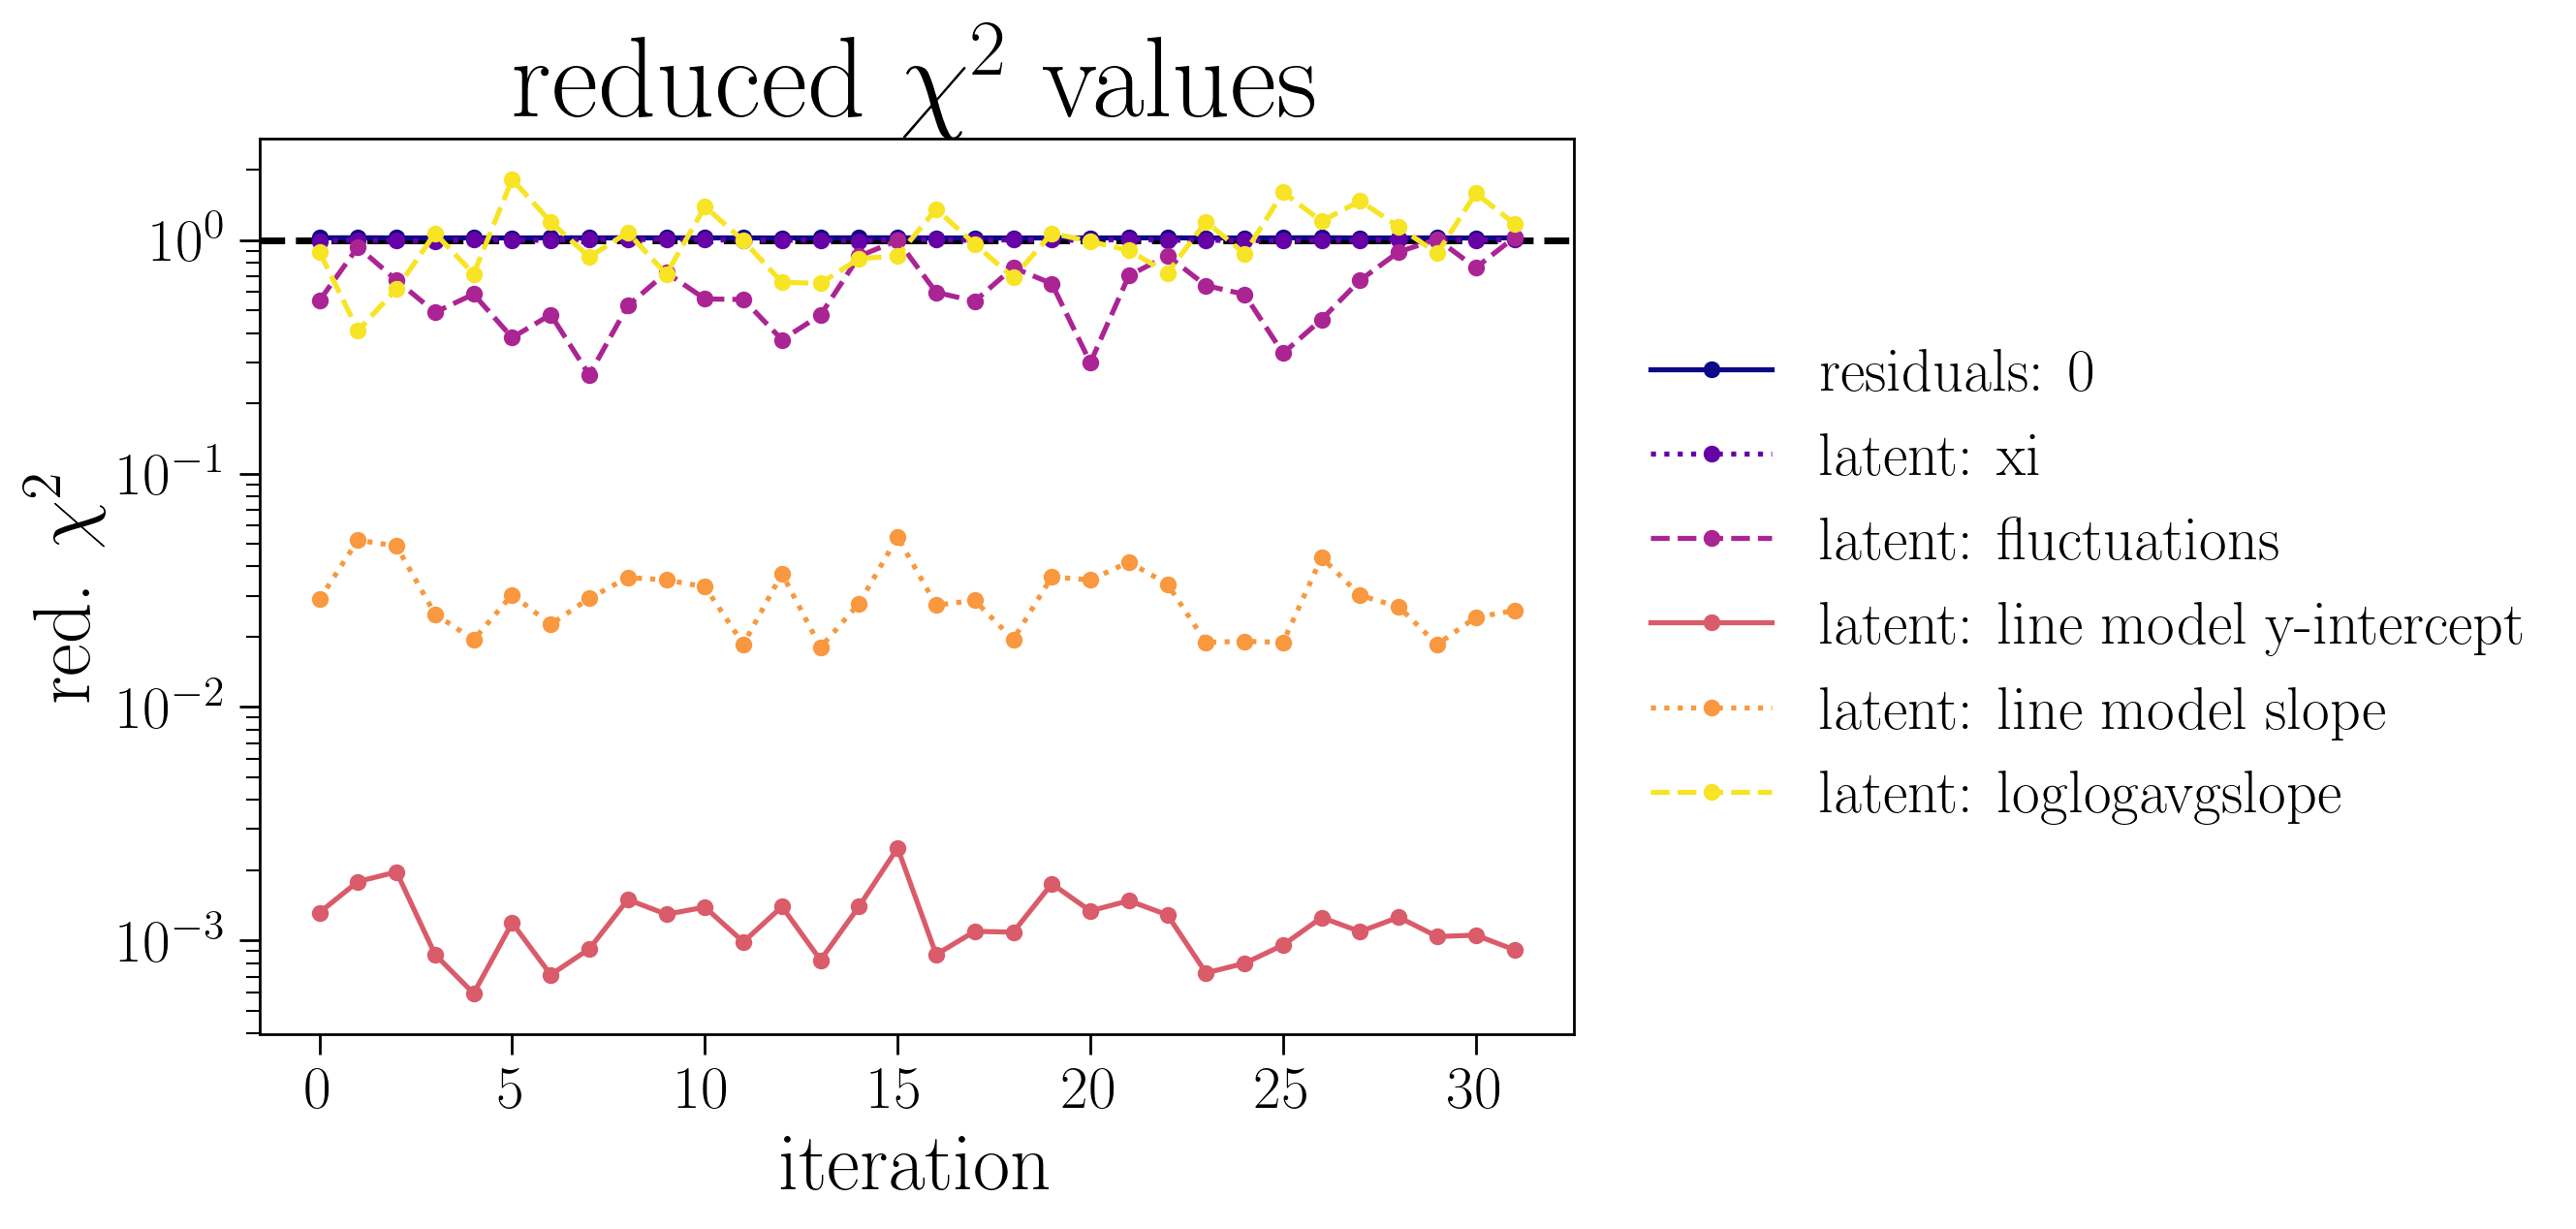 reduced χ² values
red. χ²
10⁰
10⁻¹
10⁻²
10⁻³
0 5 10 15 20 25 30
iteration
residuals: 0
latent: xi
latent: fluctuations
latent: line model y-intercept
latent: line model slope
latent: loglogavgslope